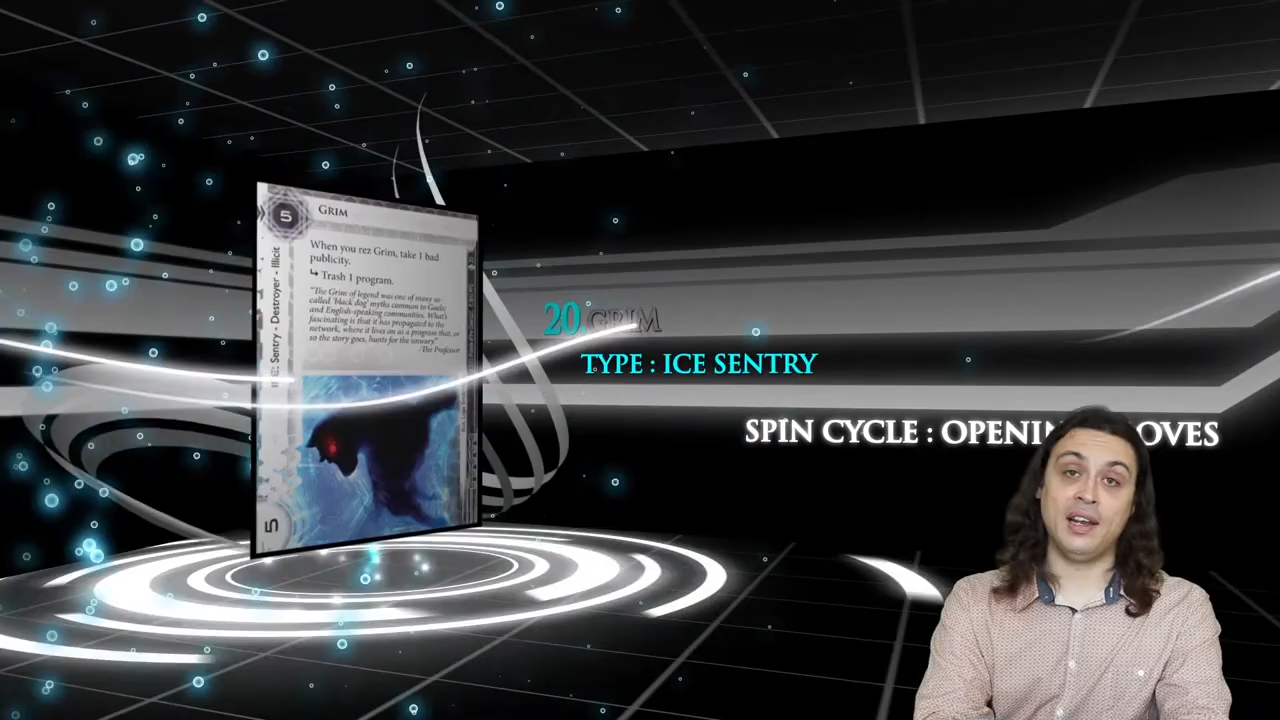 5
GRIM
When you rez Grim, take 1 bad
publicity.
↳ Trash 1 program.
"The Grim of legend was one of many so-
called 'black dog' myths common to Gaelic
and English-speaking communities. What's
fascinating is that it has propagated to the
network, where it lives on as a program that, or
so the story goes, hunts for the unwary."
-The Professor
Sentry - Destroyer - Illicit
5
20.GRIM
TYPE : ICE SENTRY
SPIN CYCLE : OPENIN OVES